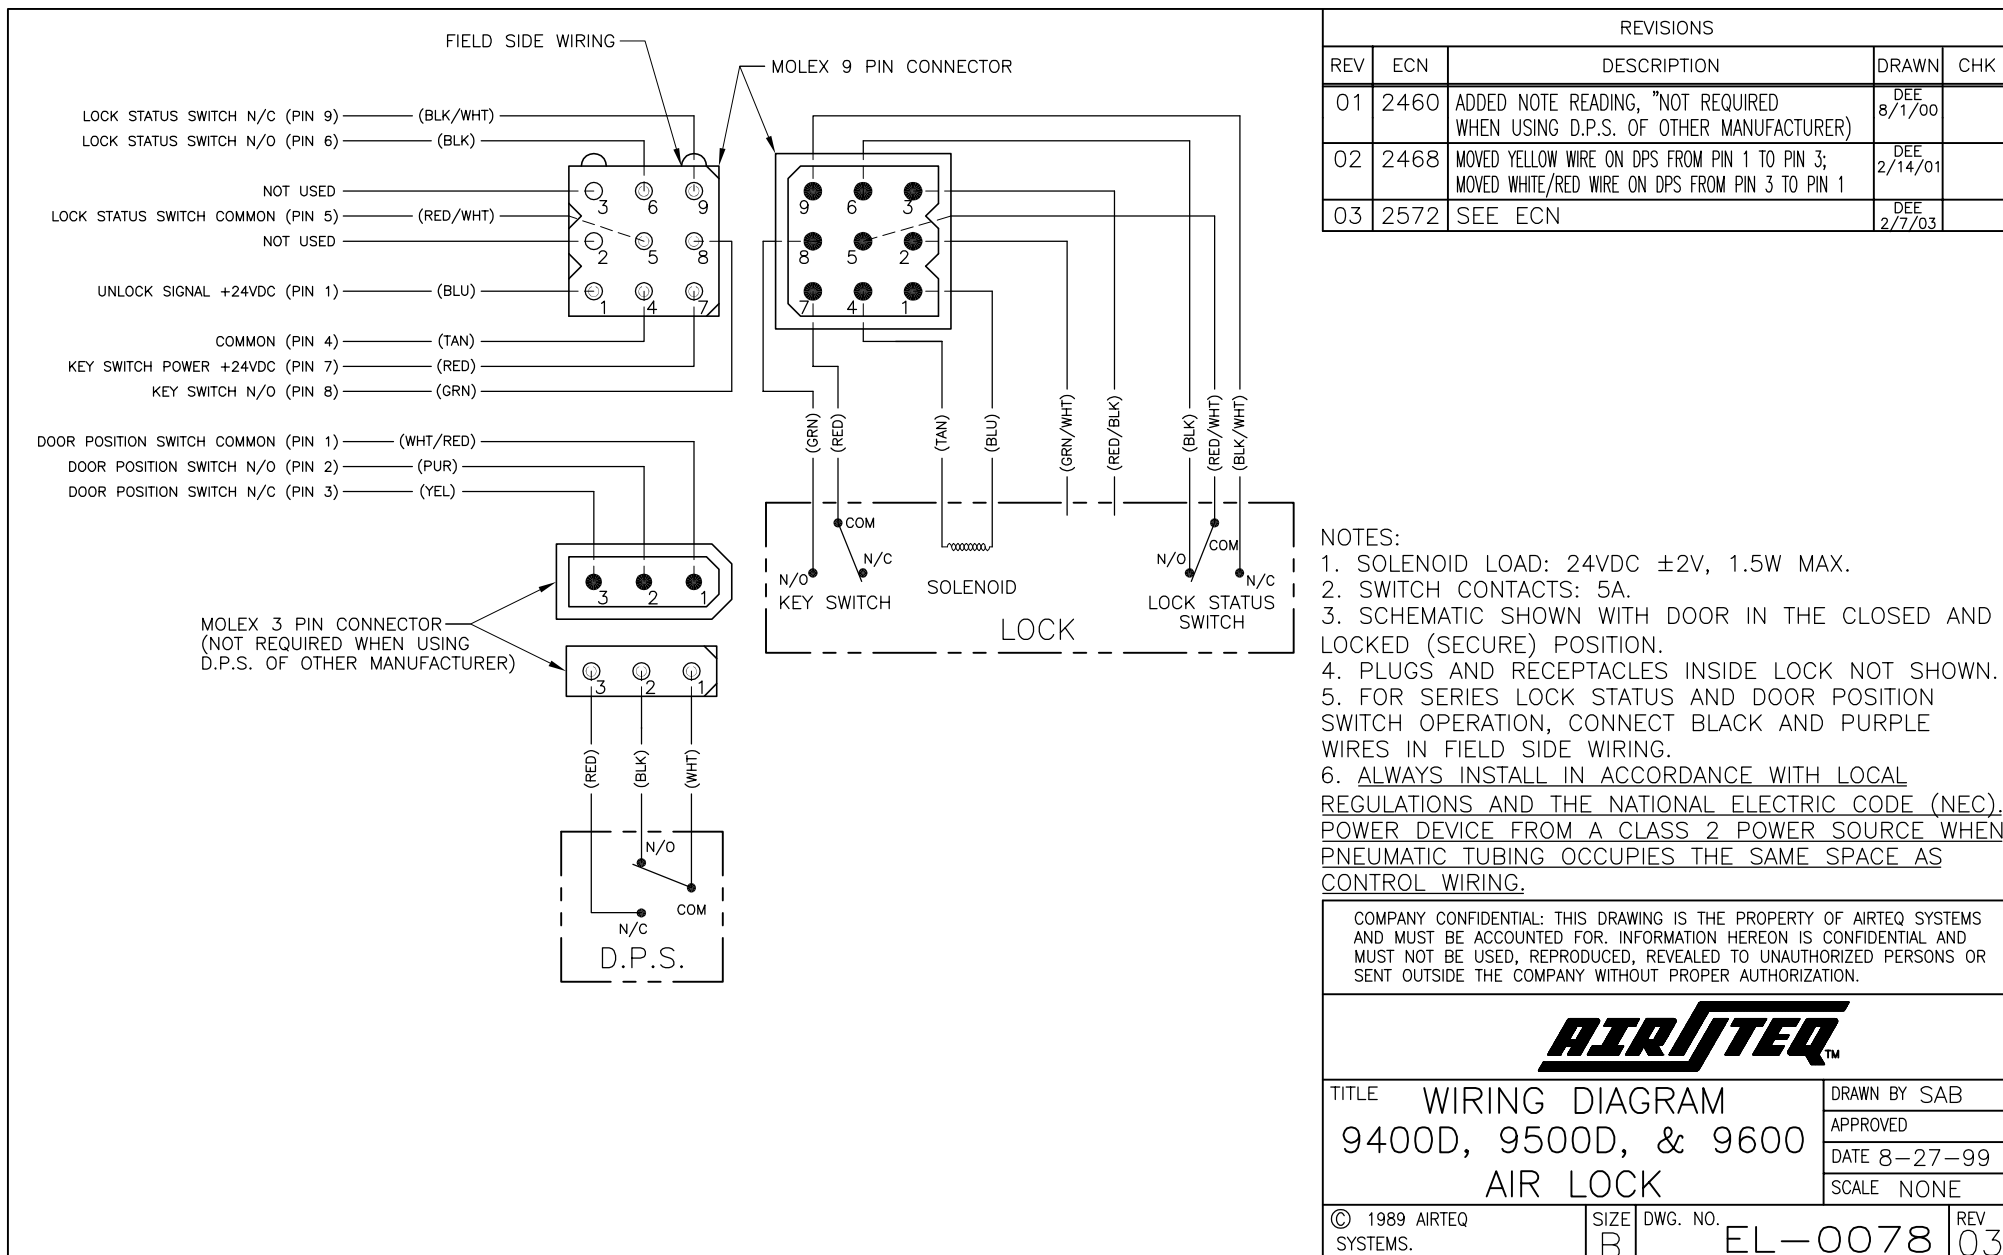 FIELD SIDE WIRING
MOLEX 9 PIN CONNECTOR
LOCK STATUS SWITCH N/C (PIN 9) (BLK/WHT)
LOCK STATUS SWITCH N/O (PIN 6) (BLK)
NOT USED
LOCK STATUS SWITCH COMMON (PIN 5) (RED/WHT)
NOT USED
UNLOCK SIGNAL +24VDC (PIN 1) (BLU)
COMMON (PIN 4) (TAN)
KEY SWITCH POWER +24VDC (PIN 7) (RED)
KEY SWITCH N/O (PIN 8) (GRN)
DOOR POSITION SWITCH COMMON (PIN 1) (WHT/RED)
DOOR POSITION SWITCH N/O (PIN 2) (PUR)
DOOR POSITION SWITCH N/C (PIN 3) (YEL)
3 6 9
2 5 8
1 4 7
9 6 3
8 5 2
7 4 1
(GRN) (RED) (TAN) (BLU) (GRN/WHT) (RED/BLK) (BLK) (RED/WHT) (BLK/WHT)
COM
N/C
N/O
KEY SWITCH
SOLENOID
COM
N/O
N/C
LOCK STATUS
SWITCH
LOCK
3 2 1
MOLEX 3 PIN CONNECTOR
(NOT REQUIRED WHEN USING
D.P.S. OF OTHER MANUFACTURER)
3 2 1
(RED) (BLK) (WHT)
N/O
COM
N/C
D.P.S.
REVISIONS
REV ECN DESCRIPTION DRAWN CHK
01 2460 ADDED NOTE READING, "NOT REQUIRED
WHEN USING D.P.S. OF OTHER MANUFACTURER)
DEE
8/1/00
02 2468 MOVED YELLOW WIRE ON DPS FROM PIN 1 TO PIN 3;
MOVED WHITE/RED WIRE ON DPS FROM PIN 3 TO PIN 1
DEE
2/14/01
03 2572 SEE ECN
DEE
2/7/03
NOTES:
1. SOLENOID LOAD: 24VDC ±2V, 1.5W MAX.
2. SWITCH CONTACTS: 5A.
3. SCHEMATIC SHOWN WITH DOOR IN THE CLOSED AND
LOCKED (SECURE) POSITION.
4. PLUGS AND RECEPTACLES INSIDE LOCK NOT SHOWN.
5. FOR SERIES LOCK STATUS AND DOOR POSITION
SWITCH OPERATION, CONNECT BLACK AND PURPLE
WIRES IN FIELD SIDE WIRING.
6. ALWAYS INSTALL IN ACCORDANCE WITH LOCAL
REGULATIONS AND THE NATIONAL ELECTRIC CODE (NEC).
POWER DEVICE FROM A CLASS 2 POWER SOURCE WHEN
PNEUMATIC TUBING OCCUPIES THE SAME SPACE AS
CONTROL WIRING.
COMPANY CONFIDENTIAL: THIS DRAWING IS THE PROPERTY OF AIRTEQ SYSTEMS
AND MUST BE ACCOUNTED FOR. INFORMATION HEREON IS CONFIDENTIAL AND
MUST NOT BE USED, REPRODUCED, REVEALED TO UNAUTHORIZED PERSONS OR
SENT OUTSIDE THE COMPANY WITHOUT PROPER AUTHORIZATION.
AIRTEQ TM
TITLE WIRING DIAGRAM
9400D, 9500D, & 9600
AIR LOCK
DRAWN BY SAB
APPROVED
DATE 8-27-99
SCALE NONE
© 1989 AIRTEQ
SYSTEMS.
SIZE
B
DWG. NO. EL-0078
REV
03